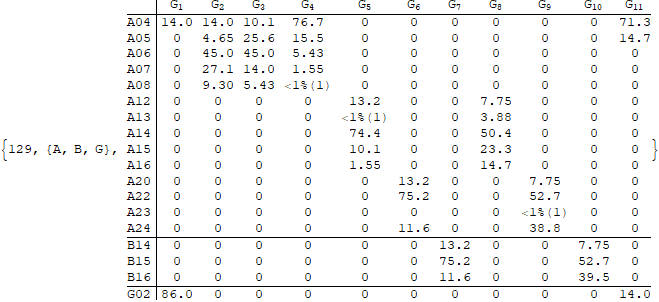 G₁ G₂ G₃ G₄ G₅ G₆ G₇ G₈ G₉ G₁₀ G₁₁
A04 14.0 14.0 10.1 76.7 0 0 0 0 0 0 71.3
A05 0 4.65 25.6 15.5 0 0 0 0 0 0 14.7
A06 0 45.0 45.0 5.43 0 0 0 0 0 0 0
A07 0 27.1 14.0 1.55 0 0 0 0 0 0 0
A08 0 9.30 5.43 <1%(1) 0 0 0 0 0 0 0
A12 0 0 0 0 13.2 0 0 7.75 0 0 0
A13 0 0 0 0 <1%(1) 0 0 3.88 0 0 0
A14 0 0 0 0 74.4 0 0 50.4 0 0 0
{129, {A, B, G}, A15 0 0 0 0 10.1 0 0 23.3 0 0 0 }
A16 0 0 0 0 1.55 0 0 14.7 0 0 0
A20 0 0 0 0 0 13.2 0 0 7.75 0 0
A22 0 0 0 0 0 75.2 0 0 52.7 0 0
A23 0 0 0 0 0 0 0 0 <1%(1) 0 0
A24 0 0 0 0 0 11.6 0 0 38.8 0 0
B14 0 0 0 0 0 0 13.2 0 0 7.75 0
B15 0 0 0 0 0 0 75.2 0 0 52.7 0
B16 0 0 0 0 0 0 11.6 0 0 39.5 0
G02 86.0 0 0 0 0 0 0 0 0 0 14.0